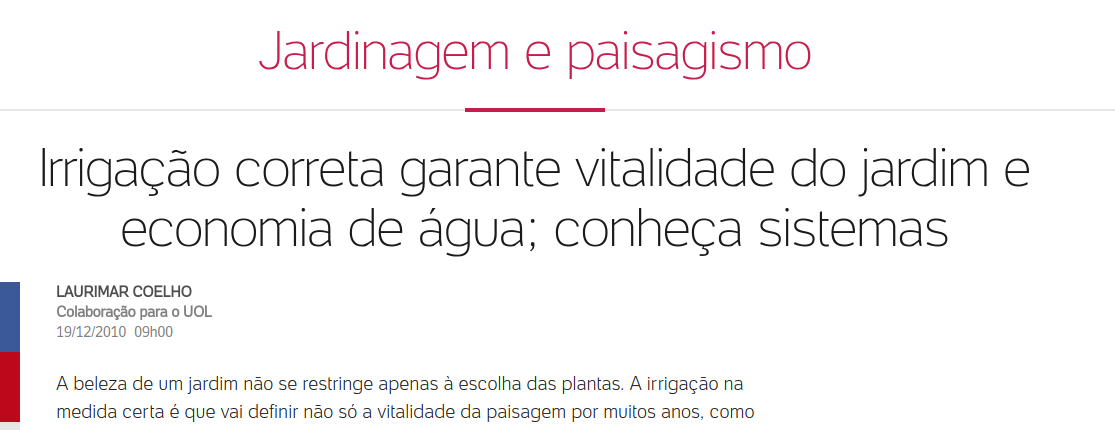 Jardinagem e paisagismo
Irrigação correta garante vitalidade do jardim e
economia de água; conheça sistemas
LAURIMAR COELHO
Colaboração para o UOL
19/12/2010 09h00
A beleza de um jardim não se restringe apenas à escolha das plantas. A irrigação na
medida certa é que vai definir não só a vitalidade da paisagem por muitos anos, como